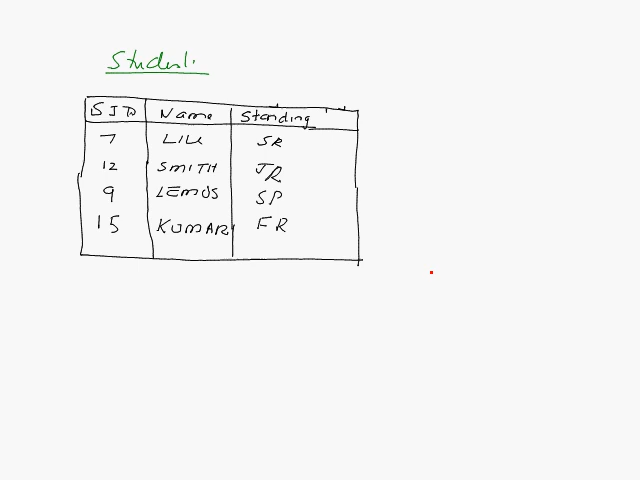 Student:
SID Name Standing
7 LIU SR
12 SMITH JR
9 LEMOS SP
15 KUMAR FR